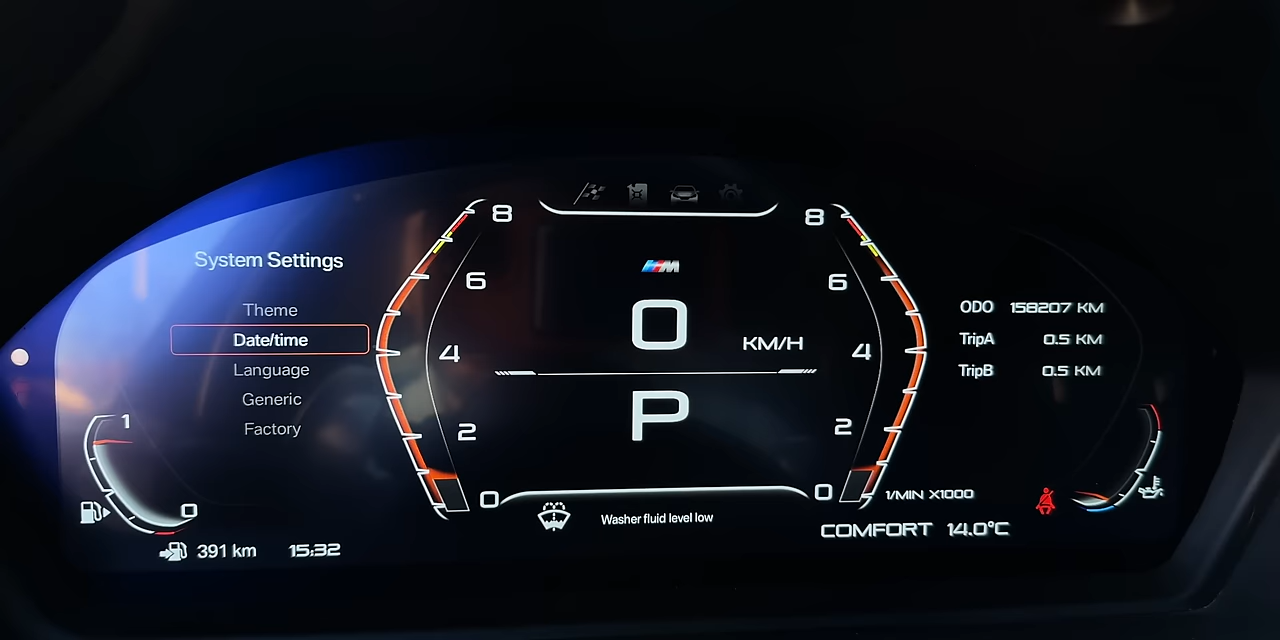 System Settings
Theme
Date/time
Language
Generic
Factory
1
0
391 km
15:32
8
6
4
2
0
M
0
KM/H
P
Washer fluid level low
8
6
4
2
0
1/MIN X1000
COMFORT 14.0°C
ODO 158207 KM
TripA 0.5 KM
TripB 0.5 KM